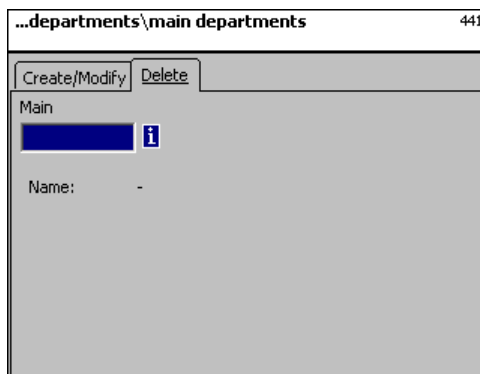 ...departments\main departments 441
Create/Modify Delete
Main
i
Name: -